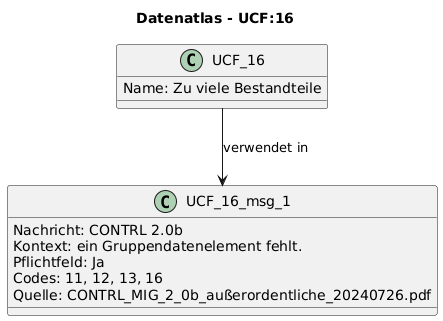 Datenatlas - UCF:16
C UCF_16
Name: Zu viele Bestandteile
verwendet in
C UCF_16_msg_1
Nachricht: CONTRL 2.0b
Kontext: ein Gruppendatenelement fehlt.
Pflichtfeld: Ja
Codes: 11, 12, 13, 16
Quelle: CONTRL_MIG_2_0b_außerordentliche_20240726.pdf